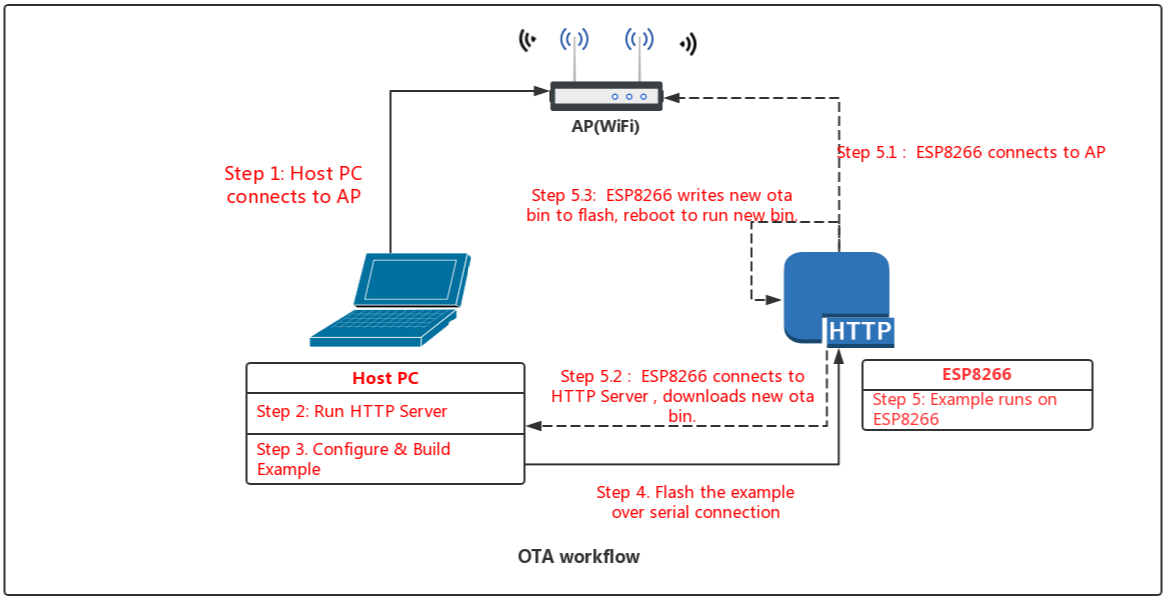 AP(WiFi)
Step 5.1 :  ESP8266 connects to AP
Step 1: Host PC
connects to AP
Step 5.3:  ESP8266 writes new ota
bin to flash, reboot to run new bin.
HTTP
Host PC
Step 2: Run HTTP Server
Step 3. Configure & Build
Example
Step 5.2 :  ESP8266 connects to
HTTP Server , downloads new ota
bin.
ESP8266
Step 5: Example runs on
ESP8266
Step 4. Flash the example
over serial connection
OTA workflow